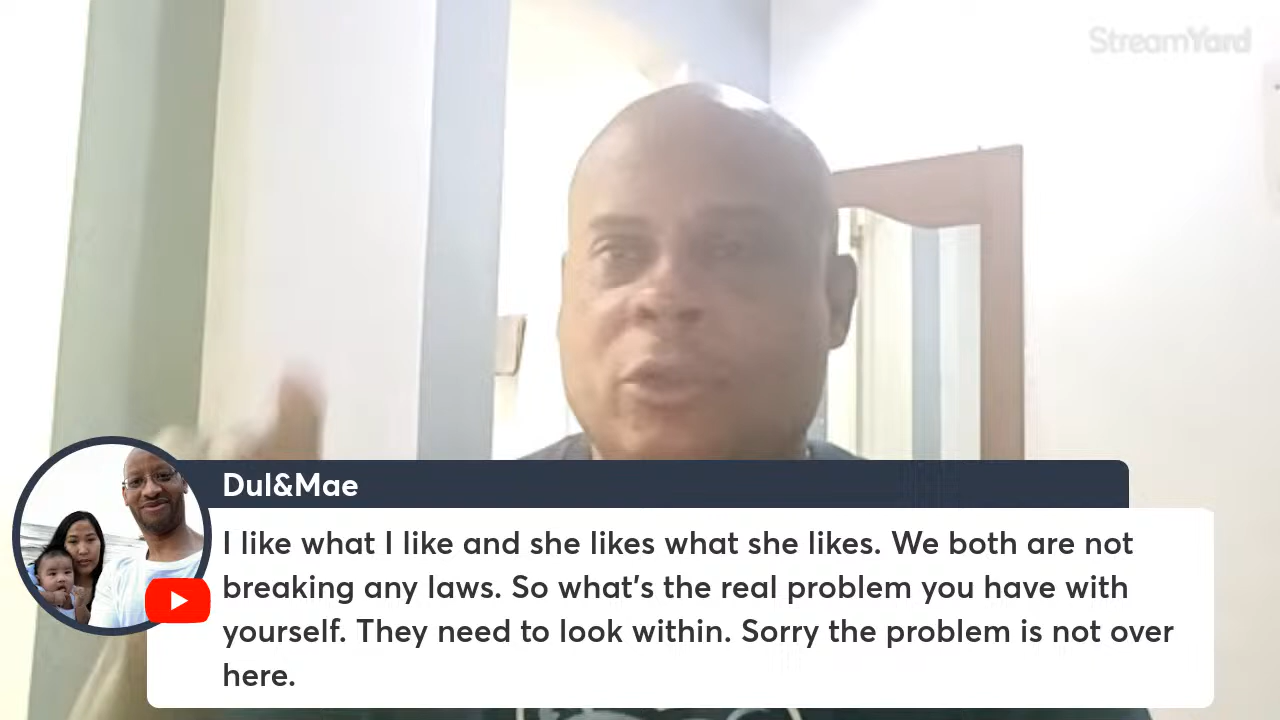 StreamYard
Dul&Mae
I like what I like and she likes what she likes. We both are not
breaking any laws. So what's the real problem you have with
yourself. They need to look within. Sorry the problem is not over
here.